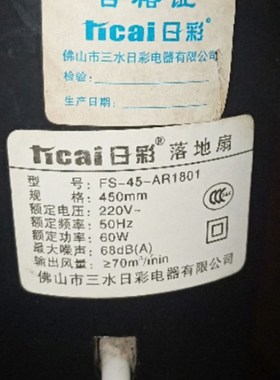 合格证
ricai日彩®
佛山市三水日彩电器有限公司
检验:
生产日期:
ricai日彩® 落地扇
型号: FS-45-AR1801
规格: 450mm
额定电压: 220V~
额定频率: 50Hz
额定功率: 60W
最大噪声: 68dB(A)
输出风量: ≥70m³/min
佛山市三水日彩电器有限公司